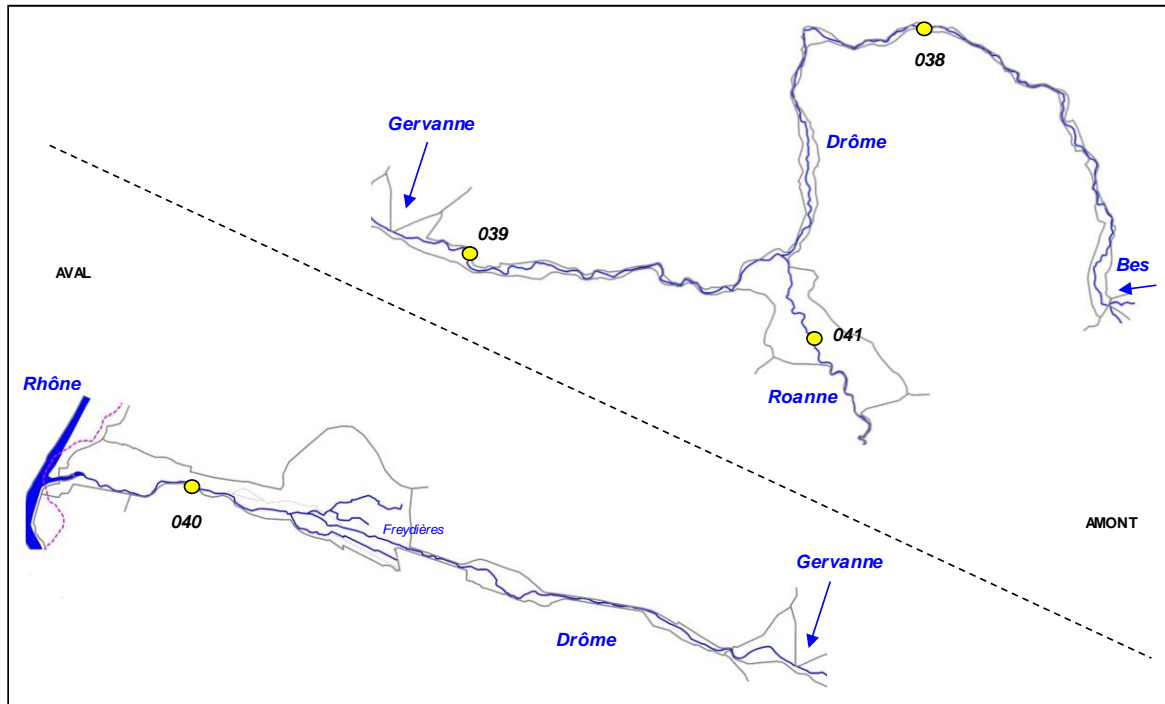 038
Gervanne
Drôme
039
Bes
AVAL
041
Rhône
Roanne
040
Freydières
AMONT
Gervanne
Drôme